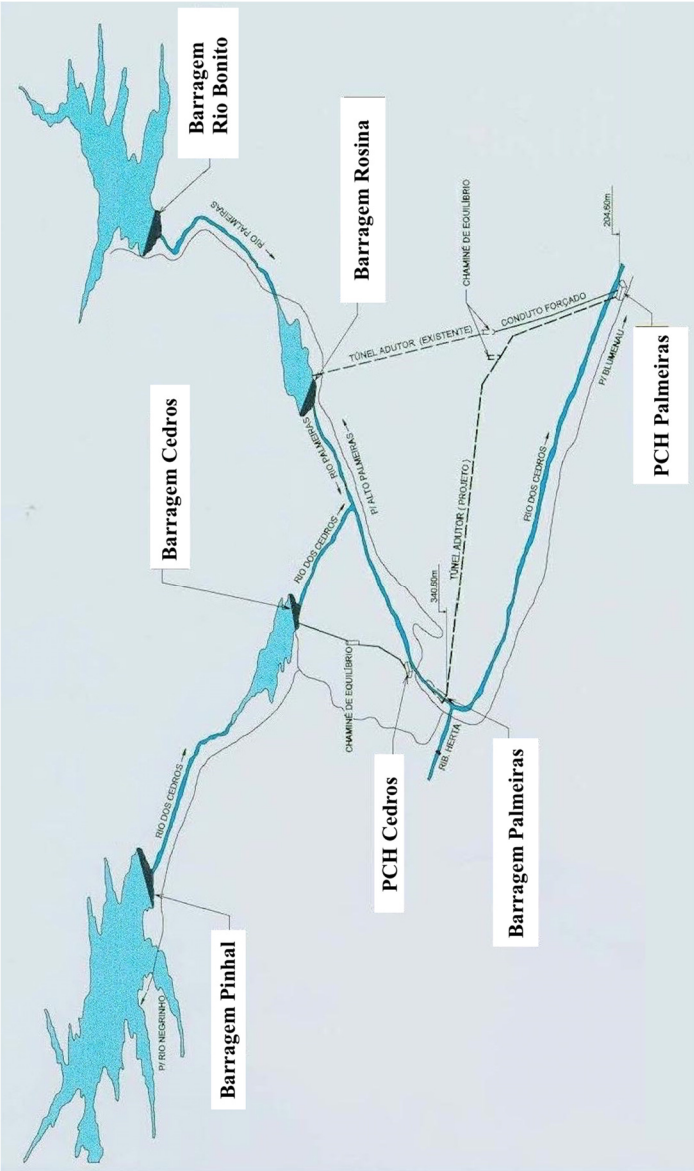 Barragem Pinhal
P/ RIO NEGRINHO
RIO DOS CEDROS
Barragem Cedros
CHAMINÉ DE EQUILÍBRIO
RIO DOS CEDROS
PCH Cedros
RIB. HERTA
Barragem Palmeiras
340.60m
TÚNEL ADUTOR (PROJETO)
RIO DOS CEDROS
Barragem
Rio Bonito
RIO PALMEIRAS
Barragem Rosina
RIO PALMEIRAS
P/ ALTO PALMEIRAS
TÚNEL ADUTOR (EXISTENTE)
CHAMINÉ DE EQUILÍBRIO
CONDUTO FORÇADO
204.60m
P/ BLUMENAU
PCH Palmeiras